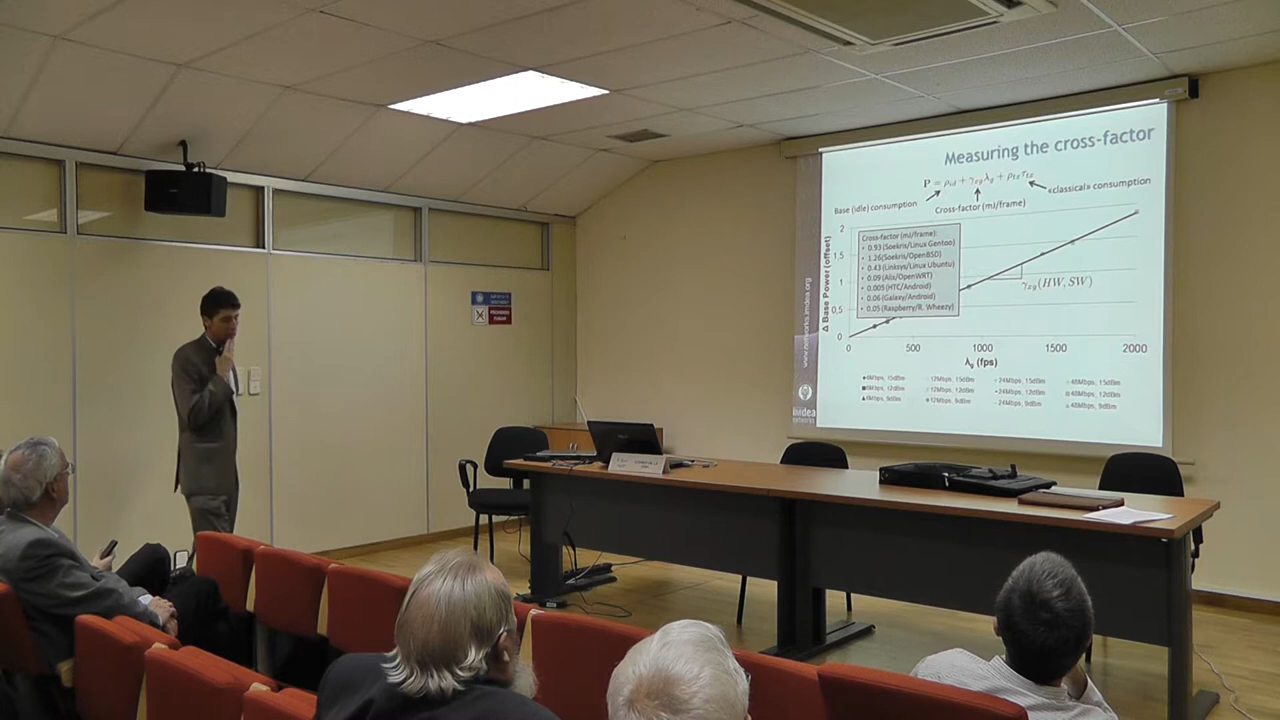 Measuring the cross-factor
P = ρid + γxgλg + ρtxτtx
«classical» consumption
Base (idle) consumption
Cross-factor (mJ/frame)
Cross-factor (mJ/frame):
• 0.93 (Soekris/Linux Gentoo)
• 1.26(Soekris/OpenBSD)
• 0.43 (Linksys/Linux Ubuntu)
• 0.09 (Alix/OpenWRT)
• 0.005 (HTC/Android)
• 0.06 (Galaxy/Android)
• 0.05 (Raspberry/R. Wheezy)
γxg(HW, SW)
Δ Base Power (offset)
2
1,5
1
0,5
0
0 500 1000 1500 2000
λg (fps)
6Mbps, 15dBm 12Mbps, 15dBm 24Mbps, 15dBm 48Mbps, 15dBm
6Mbps, 12dBm 12Mbps, 12dBm 24Mbps, 12dBm 48Mbps, 12dBm
6Mbps, 9dBm 12Mbps, 9dBm 24Mbps, 9dBm 48Mbps, 9dBm
www.networks.imdea.org
imdea
networks
PROHIBIDO
FUMAR